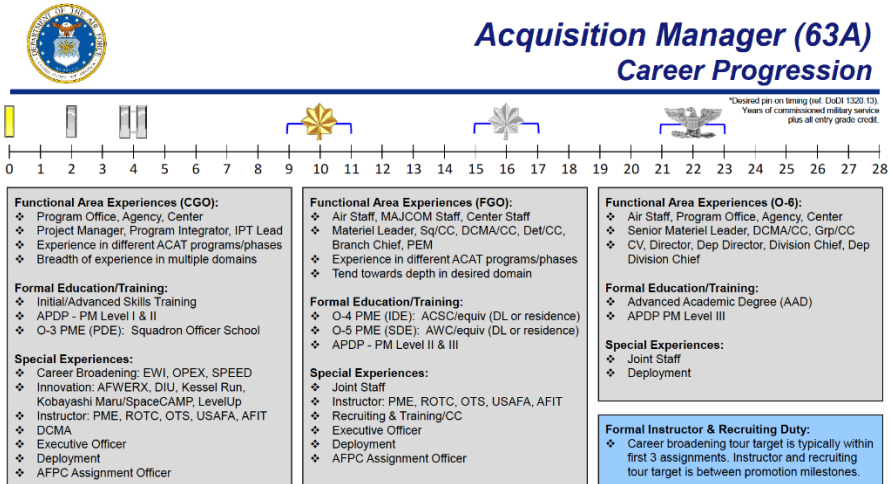 DEPARTMENT OF THE AIR FORCE
UNITED STATES OF AMERICA
Acquisition Manager (63A)
Career Progression
*Desired pin-on timing (ref. DoDI 1320.13).
Years of commissioned military service
plus all entry grade credit.
0 1 2 3 4 5 6 7 8 9 10 11 12 13 14 15 16 17 18 19 20 21 22 23 24 25 26 27 28
Functional Area Experiences (CGO):
❖ Program Office, Agency, Center
❖ Project Manager, Program Integrator, IPT Lead
❖ Experience in different ACAT programs/phases
❖ Breadth of experience in multiple domains
Formal Education/Training:
❖ Initial/Advanced Skills Training
❖ APDP - PM Level I & II
❖ O-3 PME (PDE): Squadron Officer School
Special Experiences:
❖ Career Broadening: EWI, OPEX, SPEED
❖ Innovation: AFWERX, DIU, Kessel Run,
Kobayashi Maru/SpaceCAMP, LevelUp
❖ Instructor: PME, ROTC, OTS, USAFA, AFIT
❖ DCMA
❖ Executive Officer
❖ Deployment
❖ AFPC Assignment Officer
Functional Area Experiences (FGO):
❖ Air Staff, MAJCOM Staff, Center Staff
❖ Materiel Leader, Sq/CC, DCMA/CC, Det/CC,
Branch Chief, PEM
❖ Experience in different ACAT programs/phases
❖ Tend towards depth in desired domain
Formal Education/Training:
❖ O-4 PME (IDE): ACSC/equiv (DL or residence)
❖ O-5 PME (SDE): AWC/equiv (DL or residence)
❖ APDP - PM Level II & III
Special Experiences:
❖ Joint Staff
❖ Instructor: PME, ROTC, OTS, USAFA, AFIT
❖ Recruiting & Training/CC
❖ Executive Officer
❖ Deployment
❖ AFPC Assignment Officer
Functional Area Experiences (O-6):
❖ Air Staff, Program Office, Agency, Center
❖ Senior Materiel Leader, DCMA/CC, Grp/CC
❖ CV, Director, Dep Director, Division Chief, Dep
Division Chief
Formal Education/Training:
❖ Advanced Academic Degree (AAD)
❖ APDP PM Level III
Special Experiences:
❖ Joint Staff
❖ Deployment
Formal Instructor & Recruiting Duty:
❖ Career broadening tour target is typically within
first 3 assignments. Instructor and recruiting
tour target is between promotion milestones.